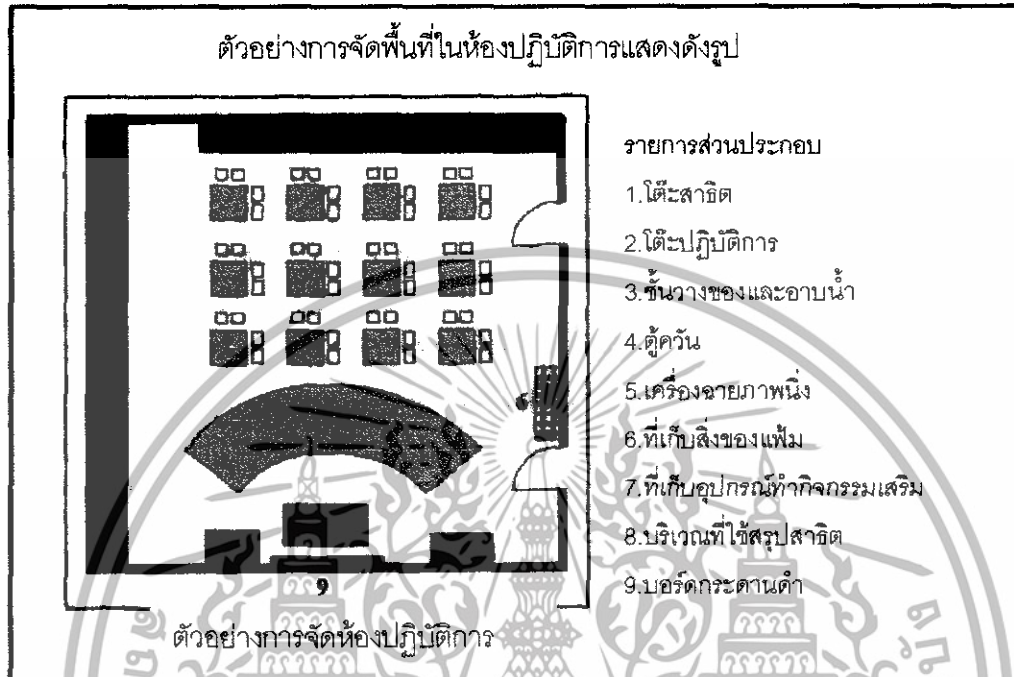 ตัวอย่างการจัดพื้นที่ในห้องปฏิบัติการแสดงดังรูป
รายการส่วนประกอบ
1.โต๊ะสาธิต
2.โต๊ะปฏิบัติการ
3.ชั้นวางของและอาบน้ำ
4.ตู้ควัน
5.เครื่องฉายภาพนิ่ง
6.ที่เก็บสิ่งของแฟ้ม
7.ที่เก็บอุปกรณ์ทำกิจกรรมเสริม
8.บริเวณที่ใช้สรุปสาธิต
9.บอร์ดกระดานดำ
6
1
9
ตัวอย่างการจัดห้องปฏิบัติการ